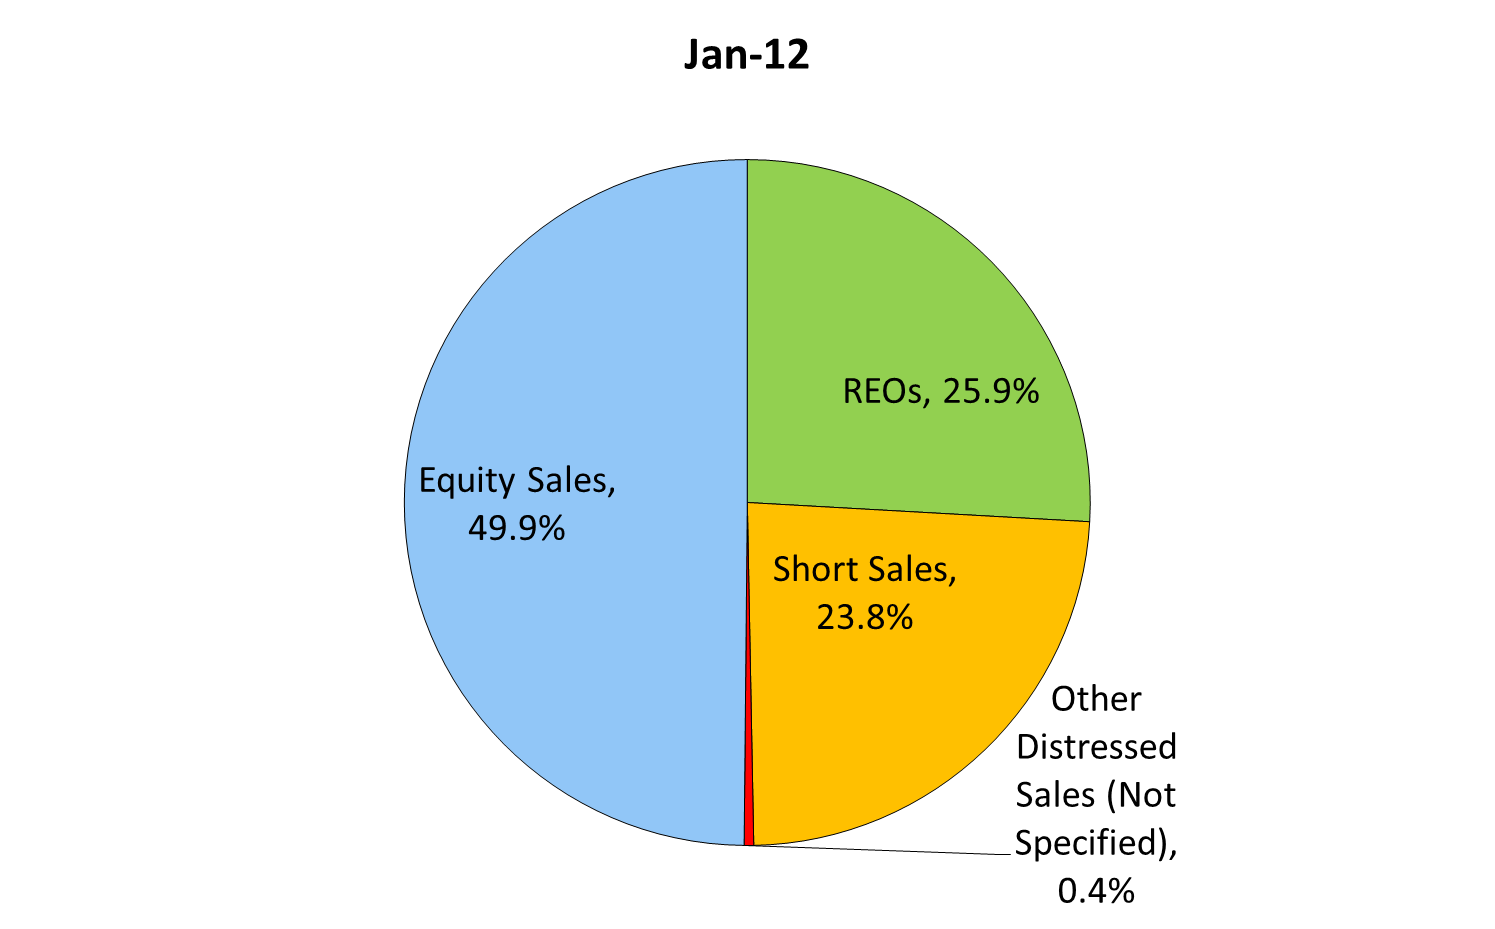 Jan-12
REOs, 25.9%
Equity Sales,
49.9%
Short Sales,
23.8%
Other
Distressed
Sales (Not
Specified),
0.4%